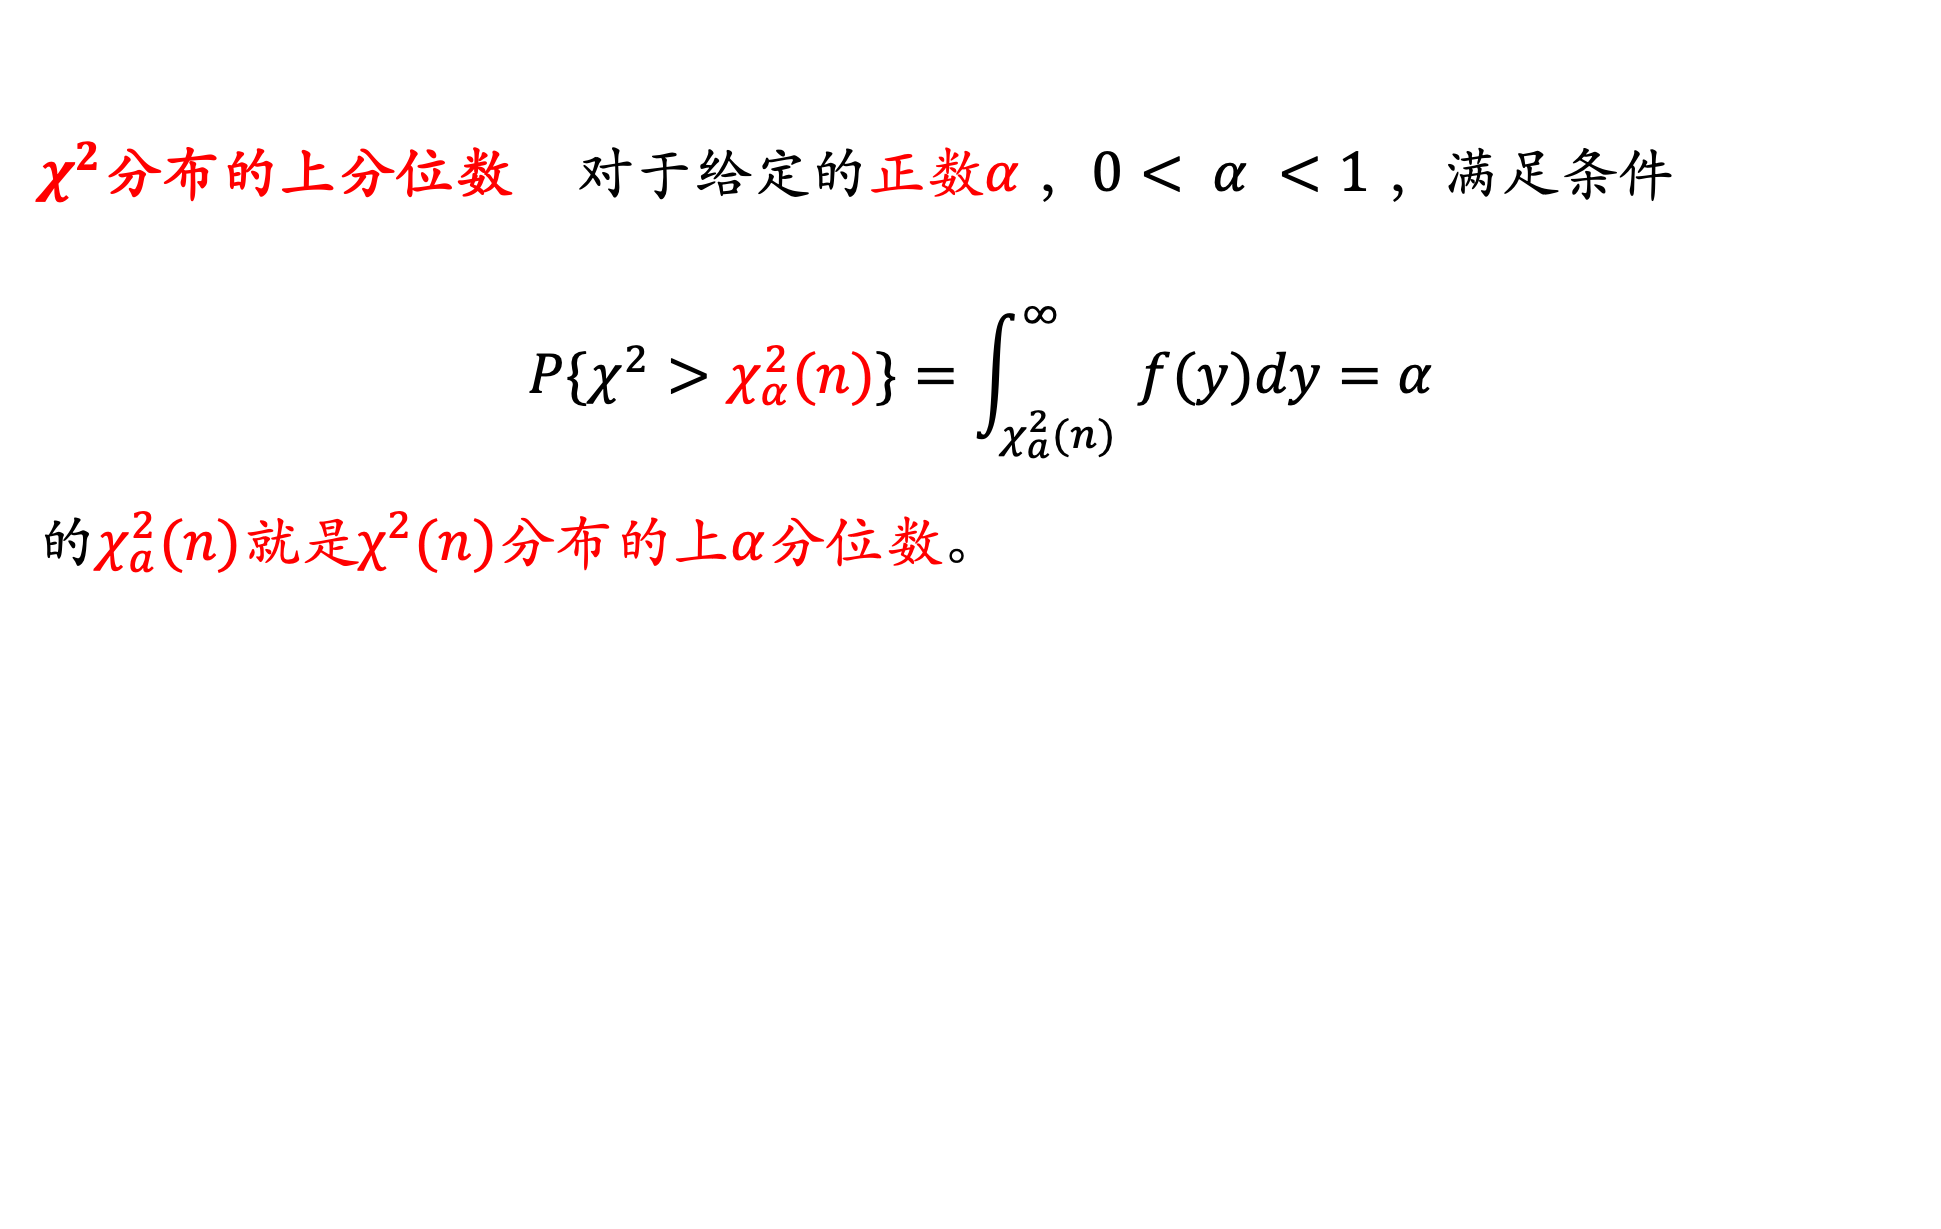 χ²分布的上分位数 对于给定的正数α，0 < α < 1，满足条件
P{χ² > χ²_α(n)} = ∫_{χ²_a(n)}^∞ f(y)dy = α
的χ²_a(n)就是χ²(n)分布的上α分位数。